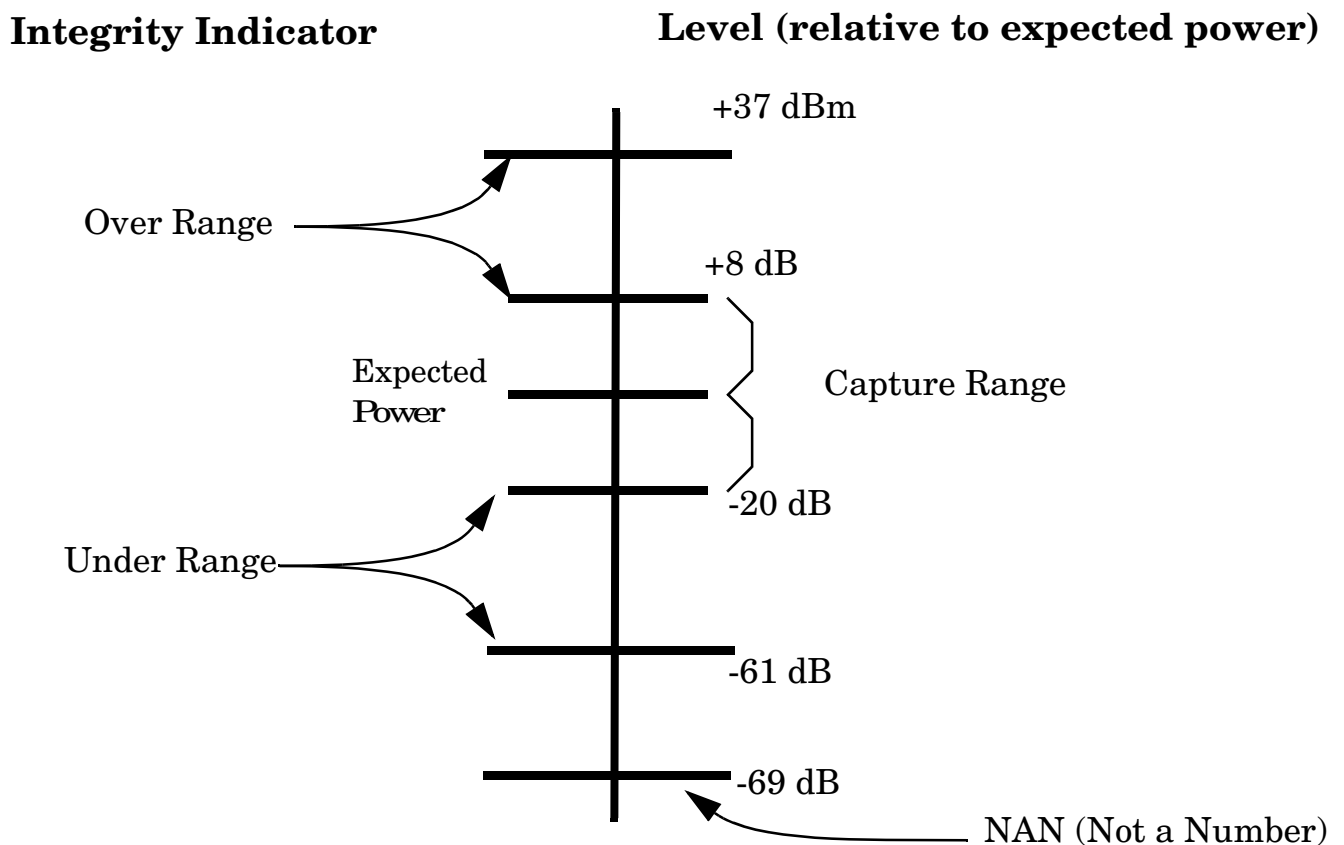 Integrity Indicator
Level (relative to expected power)
+37 dBm
Over Range
+8 dB
Expected
Power
Capture Range
-20 dB
Under Range
-61 dB
-69 dB
NAN (Not a Number)